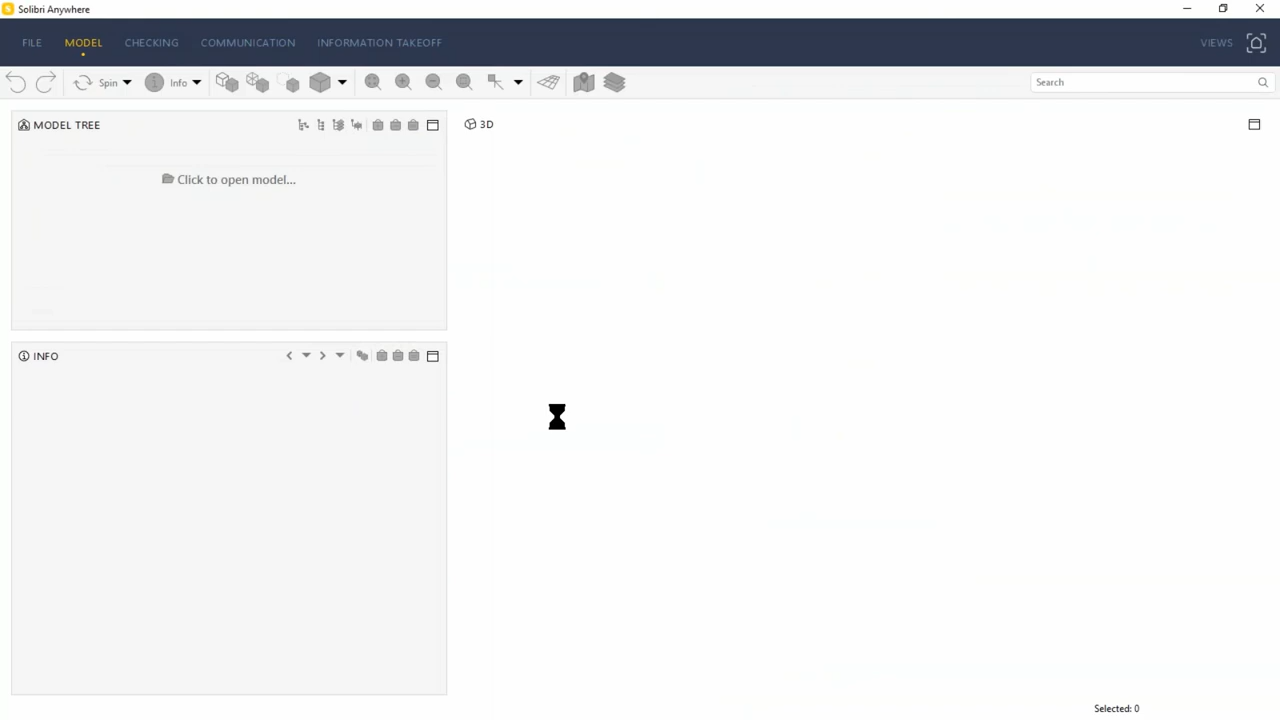 Solibri Anywhere
FILE MODEL CHECKING COMMUNICATION INFORMATION TAKEOFF VIEWS
Spin Info Search
MODEL TREE
3D
Click to open model...
INFO
Selected: 0